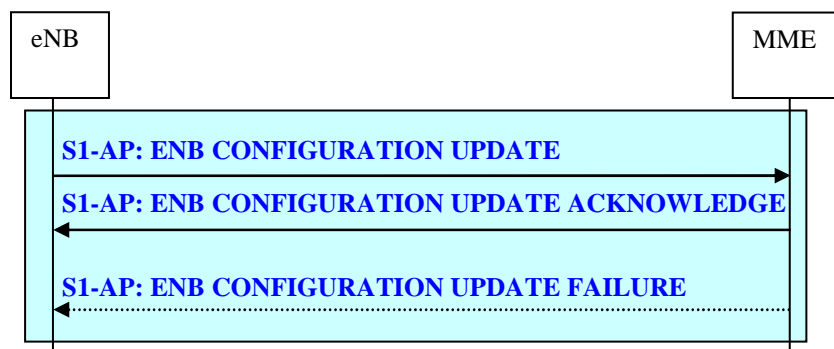 eNB
MME
S1-AP: ENB CONFIGURATION UPDATE
S1-AP: ENB CONFIGURATION UPDATE ACKNOWLEDGE
S1-AP: ENB CONFIGURATION UPDATE FAILURE